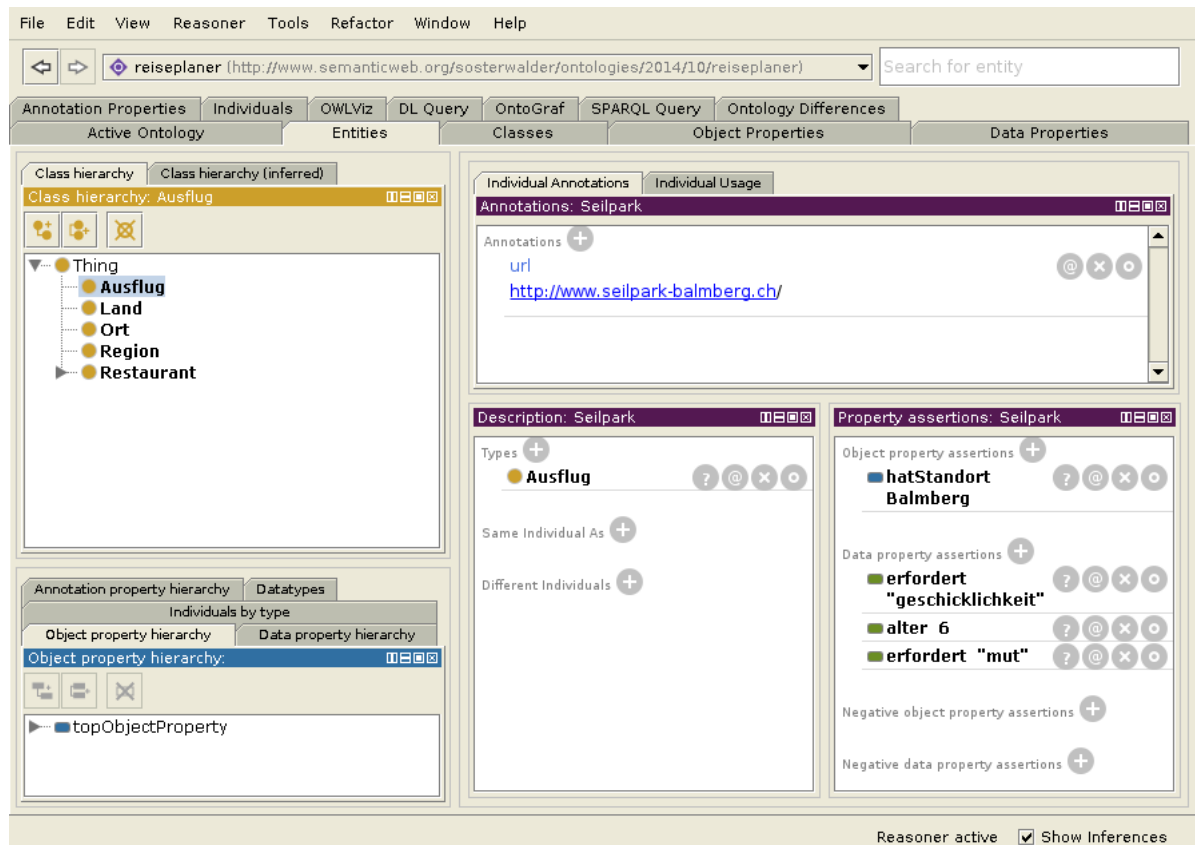 File Edit View Reasoner Tools Refactor Window Help
reiseplaner (http://www.semanticweb.org/sosterwalder/ontologies/2014/10/reiseplaner) Search for entity
Annotation Properties Individuals OWLViz DL Query OntoGraf SPARQL Query Ontology Differences
Active Ontology Entities Classes Object Properties Data Properties
Class hierarchy Class hierarchy (inferred)
Class hierarchy: Ausflug
Thing
Ausflug
Land
Ort
Region
Restaurant
Annotation property hierarchy Datatypes
Individuals by type
Object property hierarchy Data property hierarchy
Object property hierarchy:
topObjectProperty
Individual Annotations Individual Usage
Annotations: Seilpark
Annotations
url
http://www.seilpark-balmberg.ch/
Description: Seilpark
Types
Ausflug
Same Individual As
Different Individuals
Property assertions: Seilpark
Object property assertions
hatStandort
Balmberg
Data property assertions
erfordert
"geschicklichkeit"
alter 6
erfordert "mut"
Negative object property assertions
Negative data property assertions
Reasoner active Show Inferences